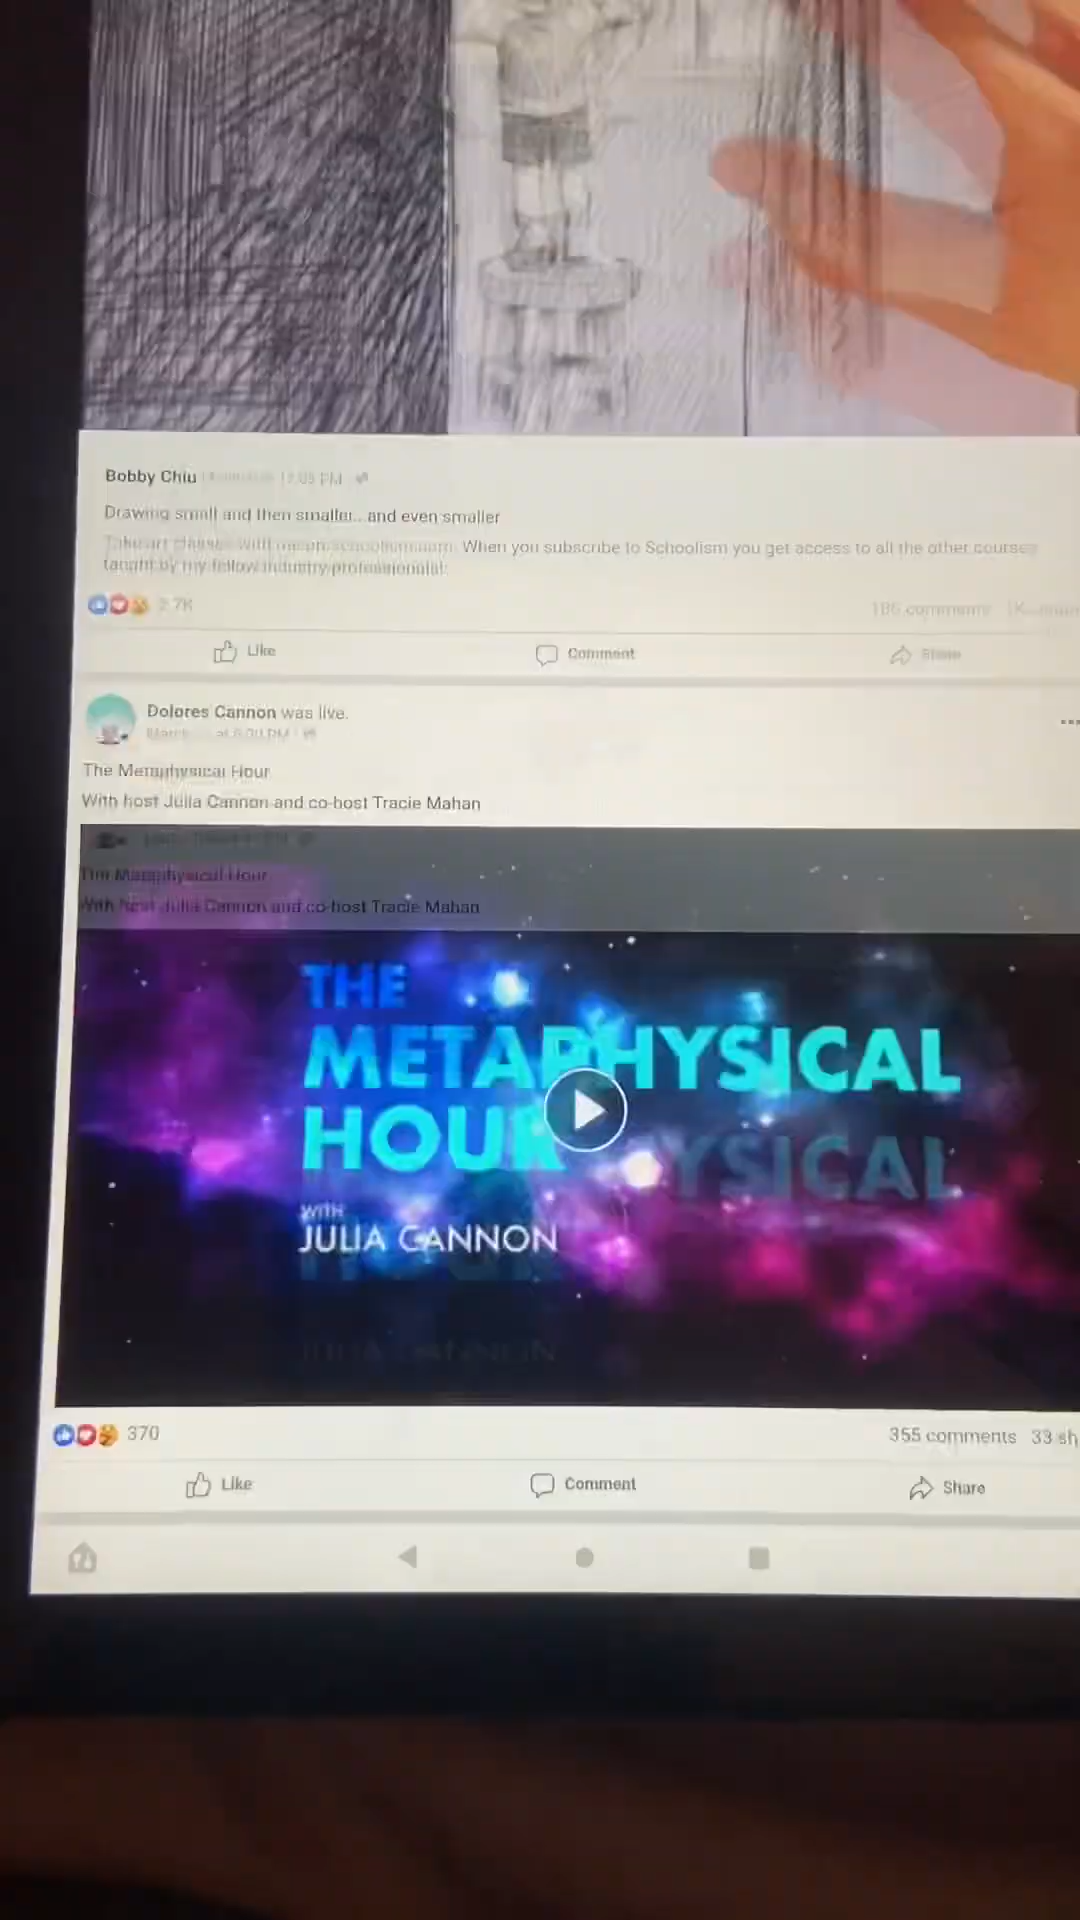 Bobby Chiu
Drawing small and then smaller.. and even smaller
When you subscribe to Schoolism you get access to all the other courses
taught by my fellow industry professionals:
2.7K
186 comments
Like
Comment
Share
Dolores Cannon was live.
The Metaphysical Hour
With host Julia Cannon and co-host Tracie Mahan
The Metaphysical Hour
With host Julia Cannon and co-host Tracie Mahan
THE
METAPHYSICAL
HOUR
YSICAL
WITH
JULIA CANNON
JULIA CANNON
370
355 comments 33 sh
Like
Comment
Share